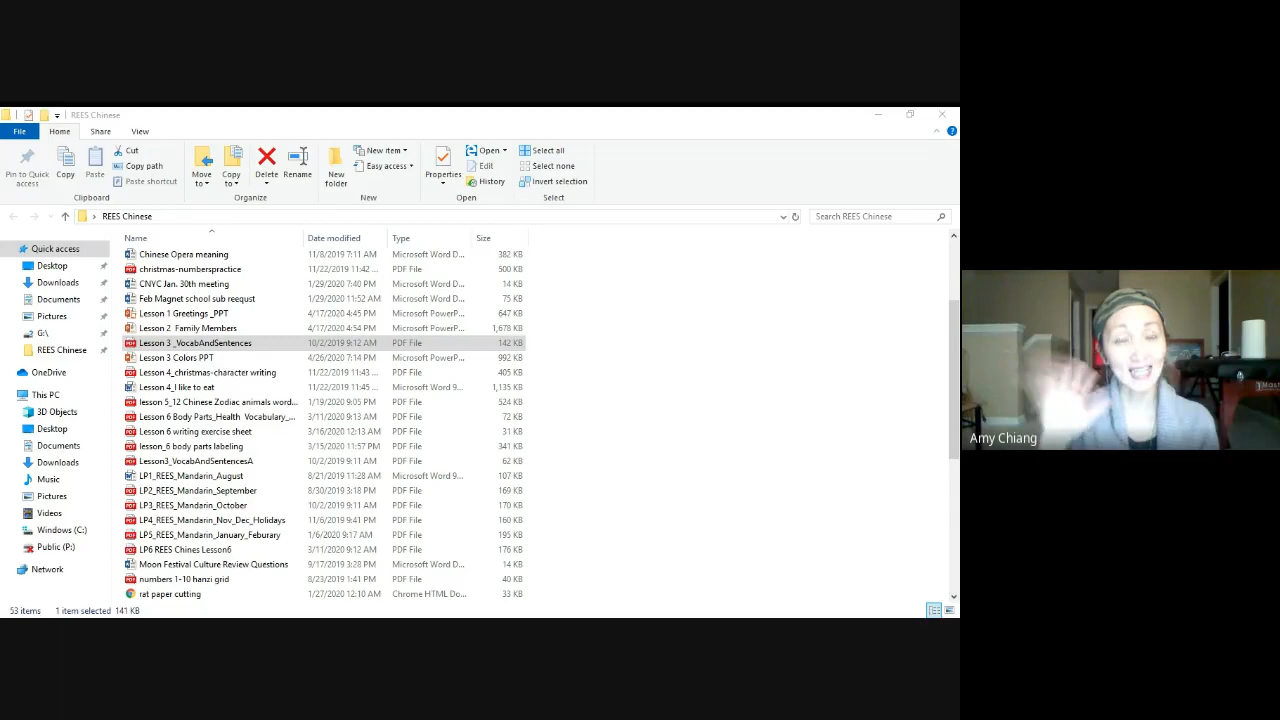 REES Chinese
File Home Share View
Pin to Quick access
Copy
Paste
Cut
Copy path
Paste shortcut
Clipboard
Move to
Copy to
Delete
Rename
Organize
New folder
New item
Easy access
New
Properties
Open
Edit
History
Open
Select all
Select none
Invert selection
Select
REES Chinese
Search REES Chinese
Quick access
Desktop
Downloads
Documents
Pictures
G:\
REES Chinese
OneDrive
This PC
3D Objects
Desktop
Documents
Downloads
Music
Pictures
Videos
Windows (C:)
Public (P:)
Network
Name Date modified Type Size
Chinese Opera meaning 11/8/2019 7:11 AM Microsoft Word D... 382 KB
christmas-numberspractice 11/22/2019 11:42 ... PDF File 500 KB
CNYC Jan. 30th meeting 1/29/2020 7:40 PM Microsoft Word D... 14 KB
Feb Magnet school sub reequst 1/29/2020 11:52 AM Microsoft Word D... 75 KB
Lesson 1 Greetings _PPT 4/17/2020 4:45 PM Microsoft PowerP... 647 KB
Lesson 2 Family Members 4/17/2020 4:54 PM Microsoft PowerP... 1,678 KB
Lesson 3 _VocabAndSentences 10/2/2019 9:12 AM PDF File 142 KB
Lesson 3 Colors PPT 4/26/2020 7:14 PM Microsoft PowerP... 992 KB
Lesson 4_christmas-character writing 11/22/2019 11:43 ... PDF File 405 KB
Lesson 4_I like to eat 11/22/2019 11:45 ... Microsoft Word 9... 1,135 KB
lesson 5_12 Chinese Zodiac animals word... 1/19/2020 9:05 PM PDF File 524 KB
Lesson 6 Body Parts_Health Vocabulary_... 3/11/2020 9:13 AM PDF File 72 KB
Lesson 6 writing exercise sheet 3/16/2020 12:13 AM PDF File 31 KB
lesson_6 body parts labeling 3/15/2020 11:57 PM PDF File 341 KB
Lesson3_VocabAndSentencesA 10/2/2019 9:11 AM PDF File 62 KB
LP1_REES_Mandarin_August 8/21/2019 11:28 AM Microsoft Word 9... 107 KB
LP2_REES_Mandarin_September 8/30/2019 3:18 PM PDF File 169 KB
LP3_REES_Mandarin_October 10/2/2019 9:11 AM PDF File 170 KB
LP4_REES_Mandarin_Nov_Dec_Holidays 11/6/2019 9:41 PM PDF File 160 KB
LP5_REES_Mandarin_January_Feburary 1/6/2020 9:17 AM PDF File 195 KB
LP6 REES Chines Lesson6 3/11/2020 9:12 AM PDF File 176 KB
Moon Festival Culture Review Questions 9/17/2019 3:28 PM Microsoft Word D... 14 KB
numbers 1-10 hanzi grid 8/23/2019 1:41 PM PDF File 40 KB
rat paper cutting 1/27/2020 12:10 AM Chrome HTML Do... 33 KB
53 items 1 item selected 141 KB
Amy Chiang